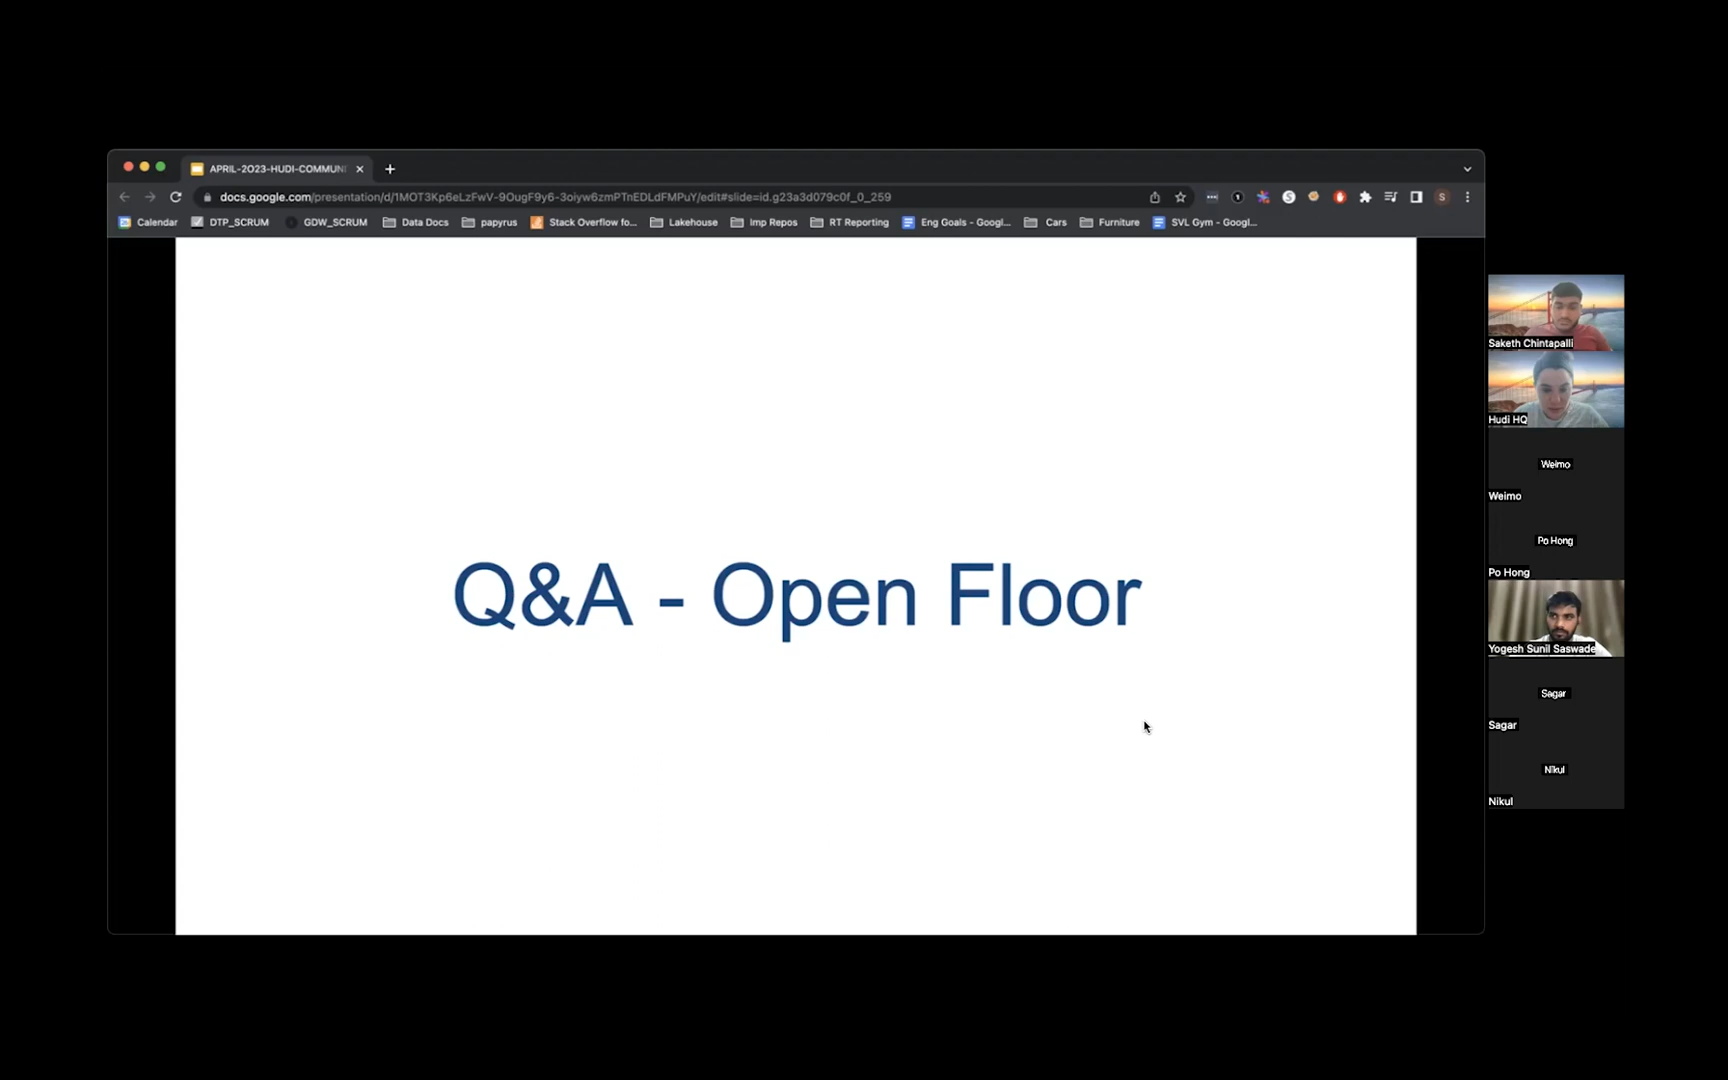 APRIL-2023-HUDI-COMMUNI
docs.google.com/presentation/d/1MOT3Kp6eLzFwV-9OugF9y6-3oiyw6zmPTnEDLdFMPuY/edit#slide=id.g23a3d079c0f_0_259
Calendar DTP_SCRUM GDW_SCRUM Data Docs papyrus Stack Overflow fo... Lakehouse Imp Repos RT Reporting Eng Goals - Googl... Cars Furniture SVL Gym - Googl...
Q&A - Open Floor
Saketh Chintapalli
Hudi HQ
Weimo
Weimo
Po Hong
Po Hong
Yogesh Sunil Saswade
Sagar
Sagar
Nikul
Nikul